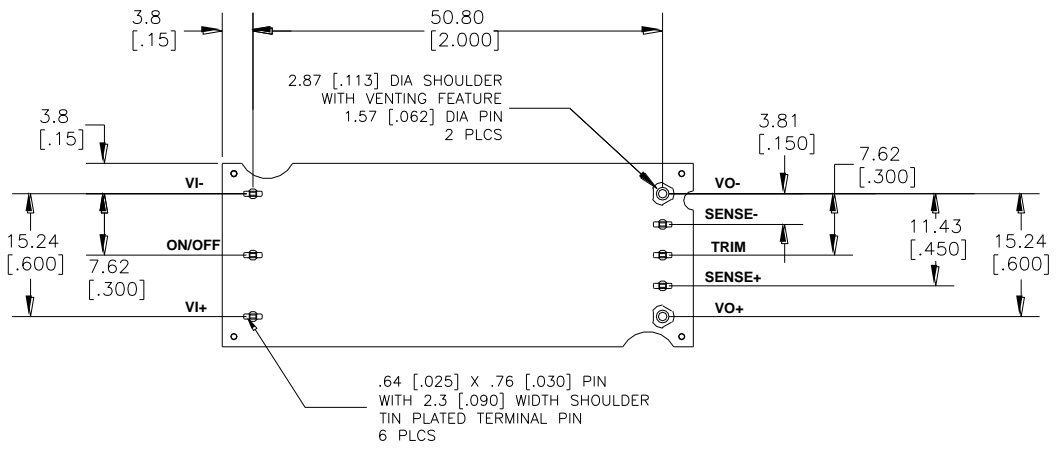 3.8
[.15]
50.80
[2.000]
2.87 [.113] DIA SHOULDER
WITH VENTING FEATURE
1.57 [.062] DIA PIN
2 PLCS
3.8
[.15]
3.81
[.150]
7.62
[.300]
VI-
VO-
SENSE-
ON/OFF
TRIM
SENSE+
VI+
VO+
15.24
[.600]
7.62
[.300]
11.43
[.450]
15.24
[.600]
.64 [.025] X .76 [.030] PIN
WITH 2.3 [.090] WIDTH SHOULDER
TIN PLATED TERMINAL PIN
6 PLCS